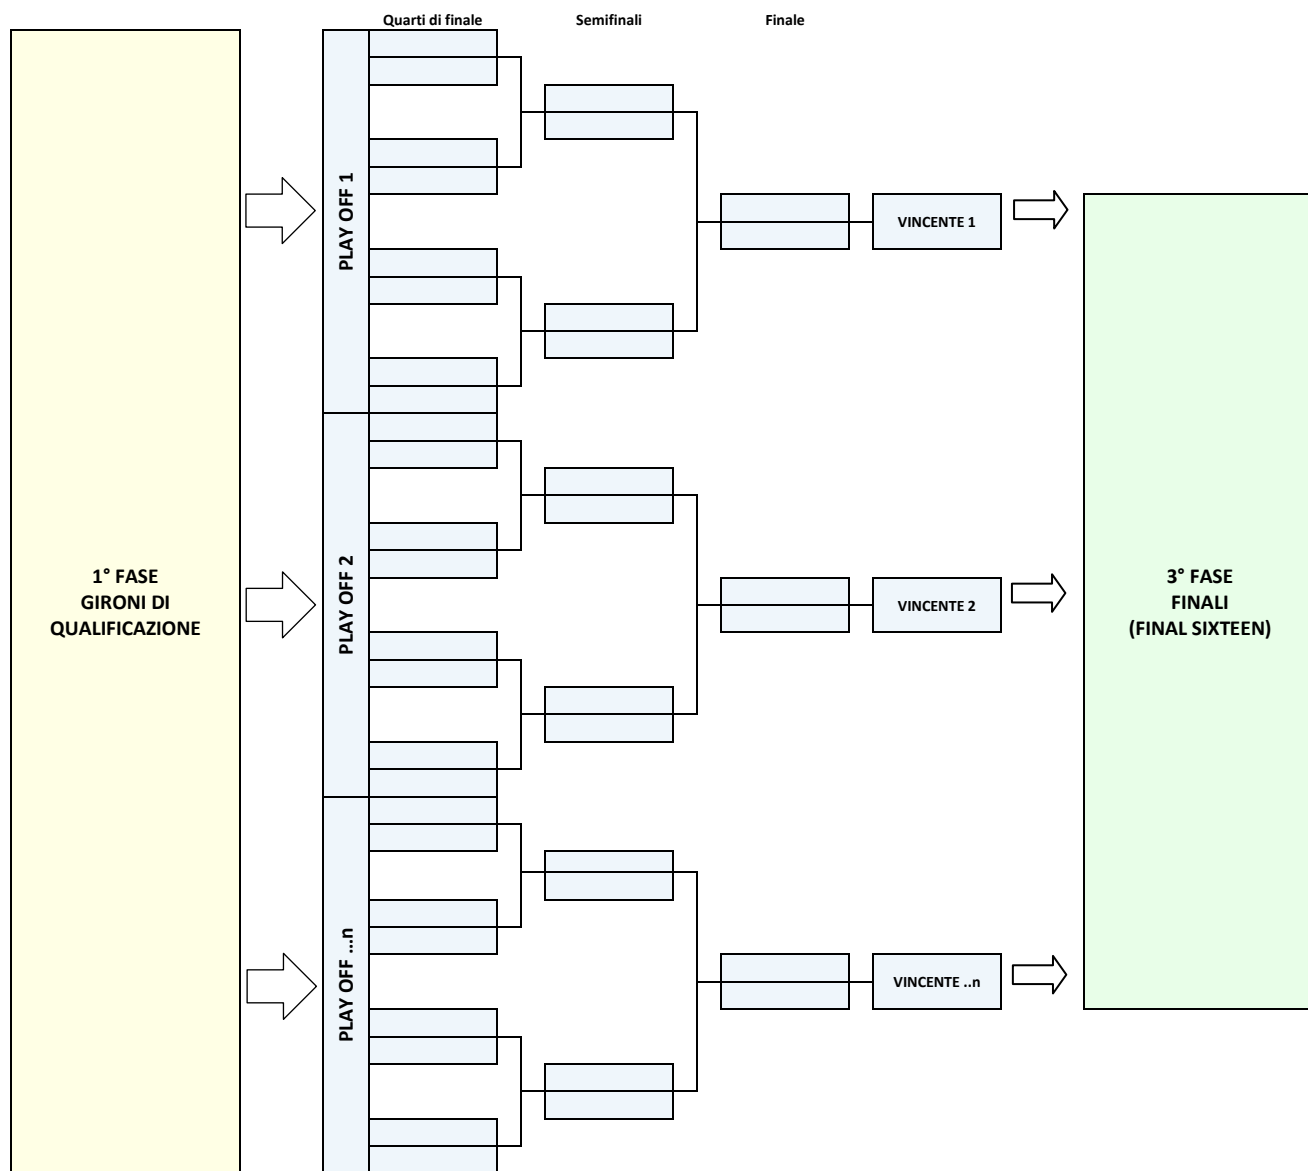 Quarti di finale
Semifinali
Finale
1° FASE
GIRONI DI
QUALIFICAZIONE
PLAY OFF 1
VINCENTE 1
PLAY OFF 2
VINCENTE 2
PLAY OFF ...n
VINCENTE ..n
3° FASE
FINALI
(FINAL SIXTEEN)